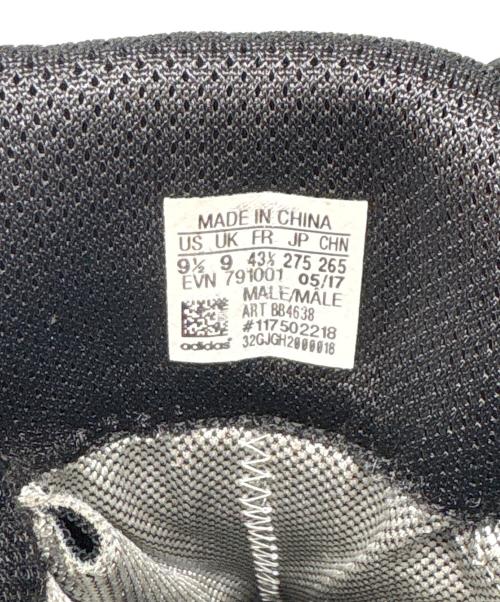 MADE IN CHINA
US UK FR JP CHN
9½ 9 43⅓ 275 265
EVN 791001 05/17
MALE/MÂLE
ART BB4638
#117502218
adidas 32GJGH2000018